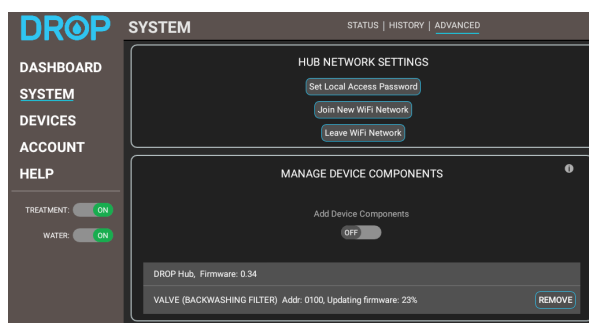 DROP
SYSTEM
STATUS | HISTORY | ADVANCED
DASHBOARD
SYSTEM
DEVICES
ACCOUNT
HELP
TREATMENT: ON
WATER: ON
HUB NETWORK SETTINGS
Set Local Access Password
Join New WiFi Network
Leave WiFi Network
MANAGE DEVICE COMPONENTS
i
Add Device Components
OFF
DROP Hub, Firmware: 0.34
VALVE (BACKWASHING FILTER) Addr: 0100, Updating firmware: 23% REMOVE